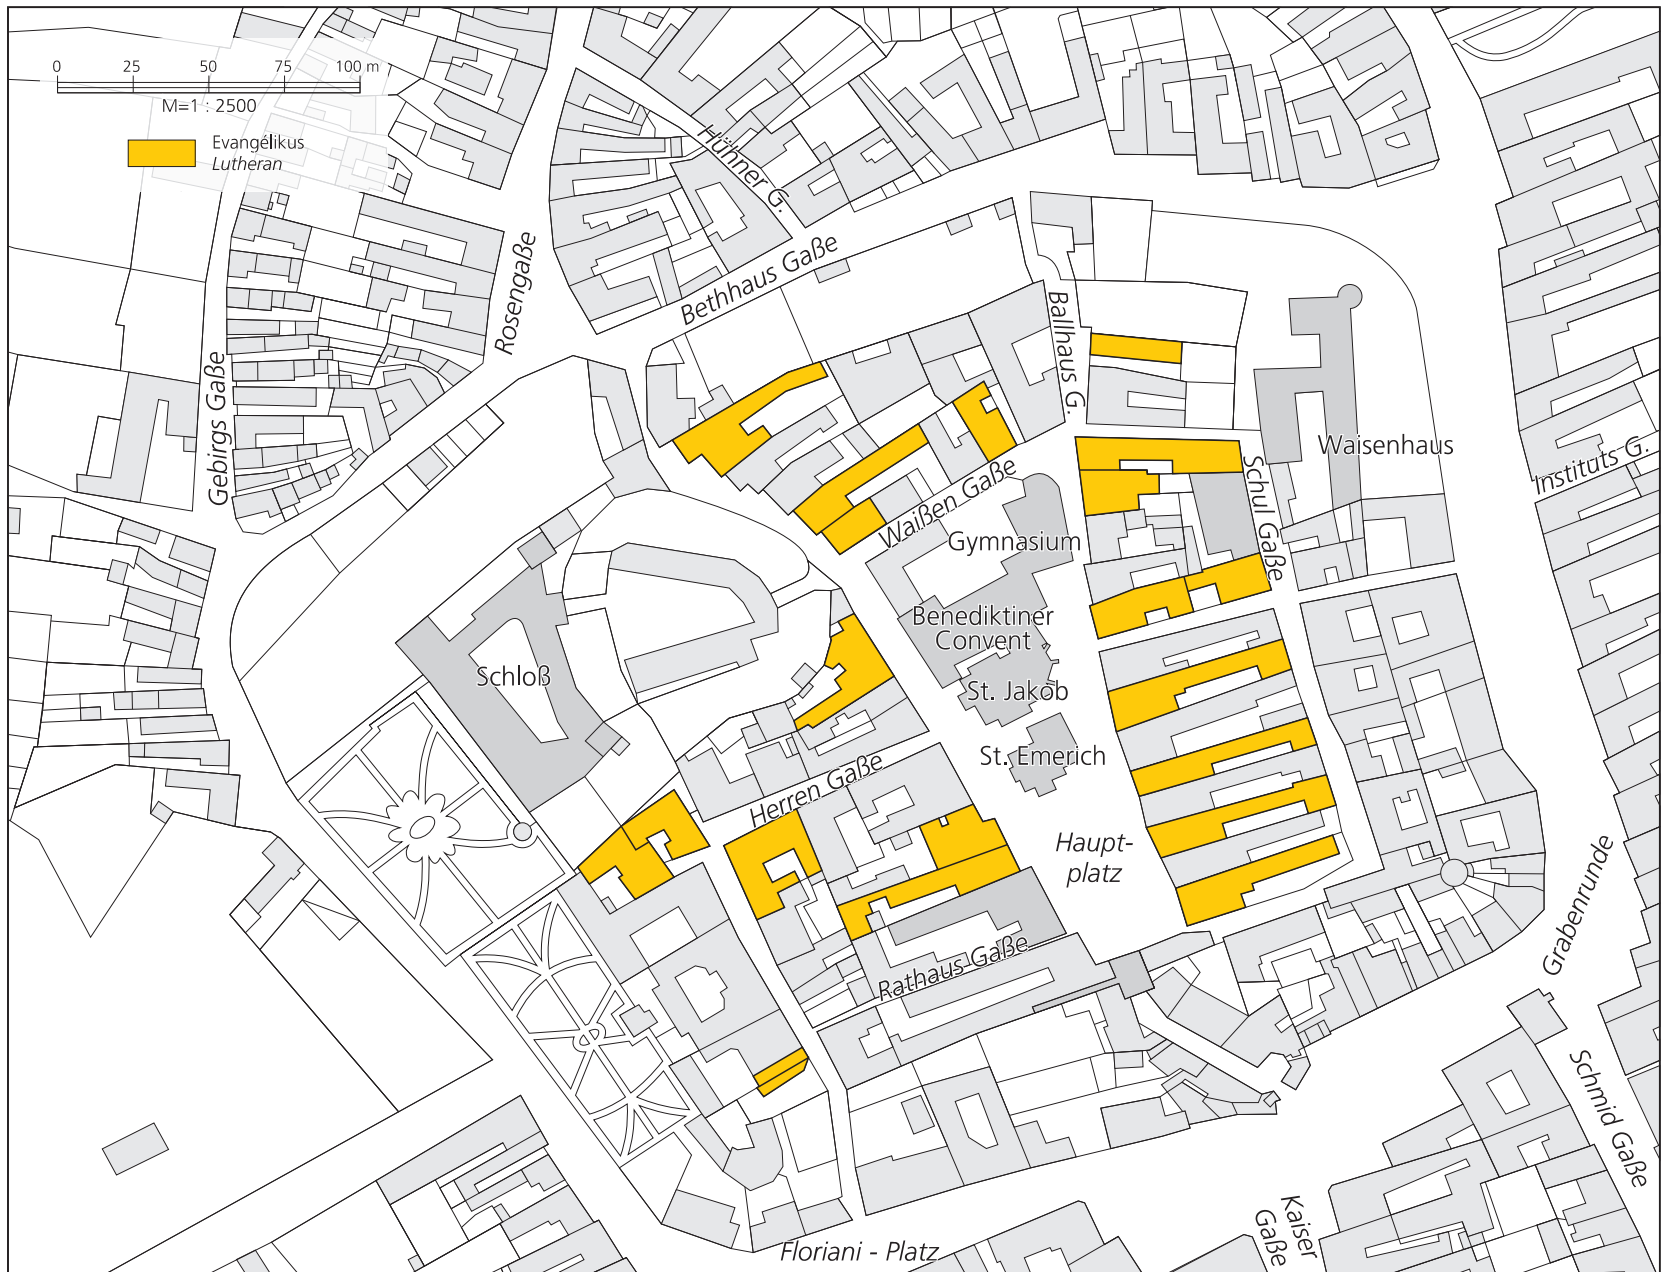 0 25 50 75 100 m
M=1 : 2500
Evangélikus
Lutheran
Hühner G.
Rosengaße
Bethhaus Gaße
Gebirgs Gaße
Ballhaus G.
Waisenhaus
Instituts G.
Schul Gaße
Waißen Gaße
Gymnasium
Benediktiner
Convent
Schloß
St. Jakob
St. Emerich
Herren Gaße
Haupt-
platz
Rathaus Gaße
Grabenrunde
Schmid Gaße
Kaiser
Gaße
Floriani - Platz